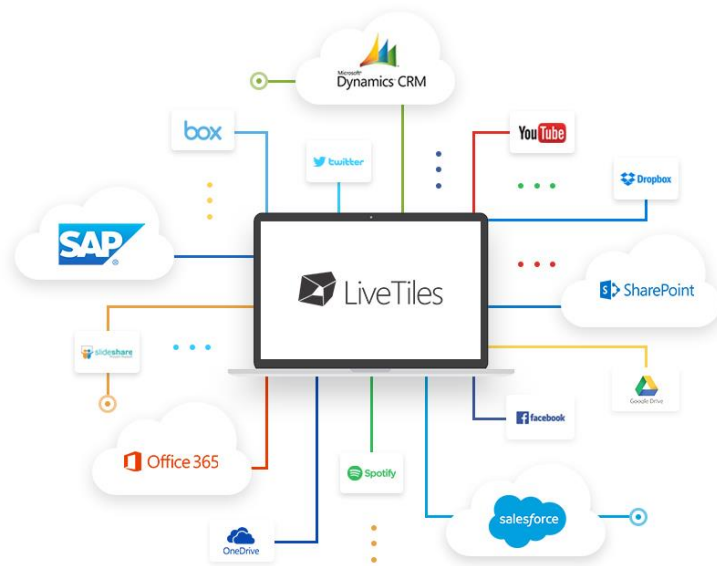 Microsoft
Dynamics CRM
box
twitter
YouTube
Dropbox
SAP
LiveTiles
SharePoint
slideshare
Google Drive
facebook
Office 365
Spotify
salesforce
OneDrive